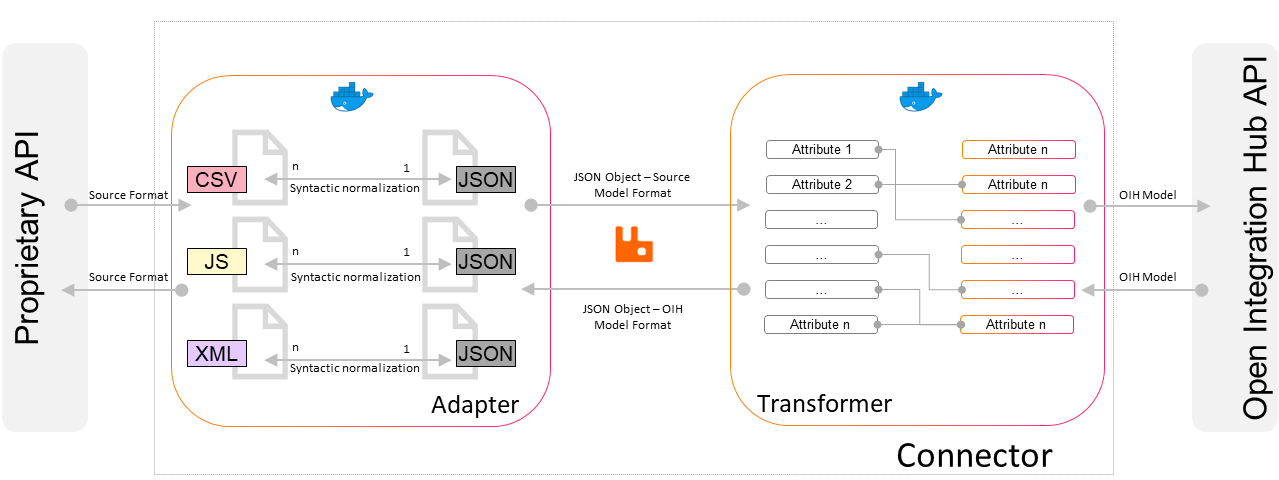 Proprietary API
Source Format
Source Format
CSV
n
1
Syntactic normalization
JSON
JS
n
1
Syntactic normalization
JSON
XML
n
1
Syntactic normalization
JSON
Adapter
JSON Object – Source
Model Format
JSON Object – OIH
Model Format
Attribute 1
Attribute n
Attribute 2
Attribute n
...
...
...
...
...
...
Attribute n
Attribute n
Transformer
OIH Model
OIH Model
Connector
Open Integration Hub API